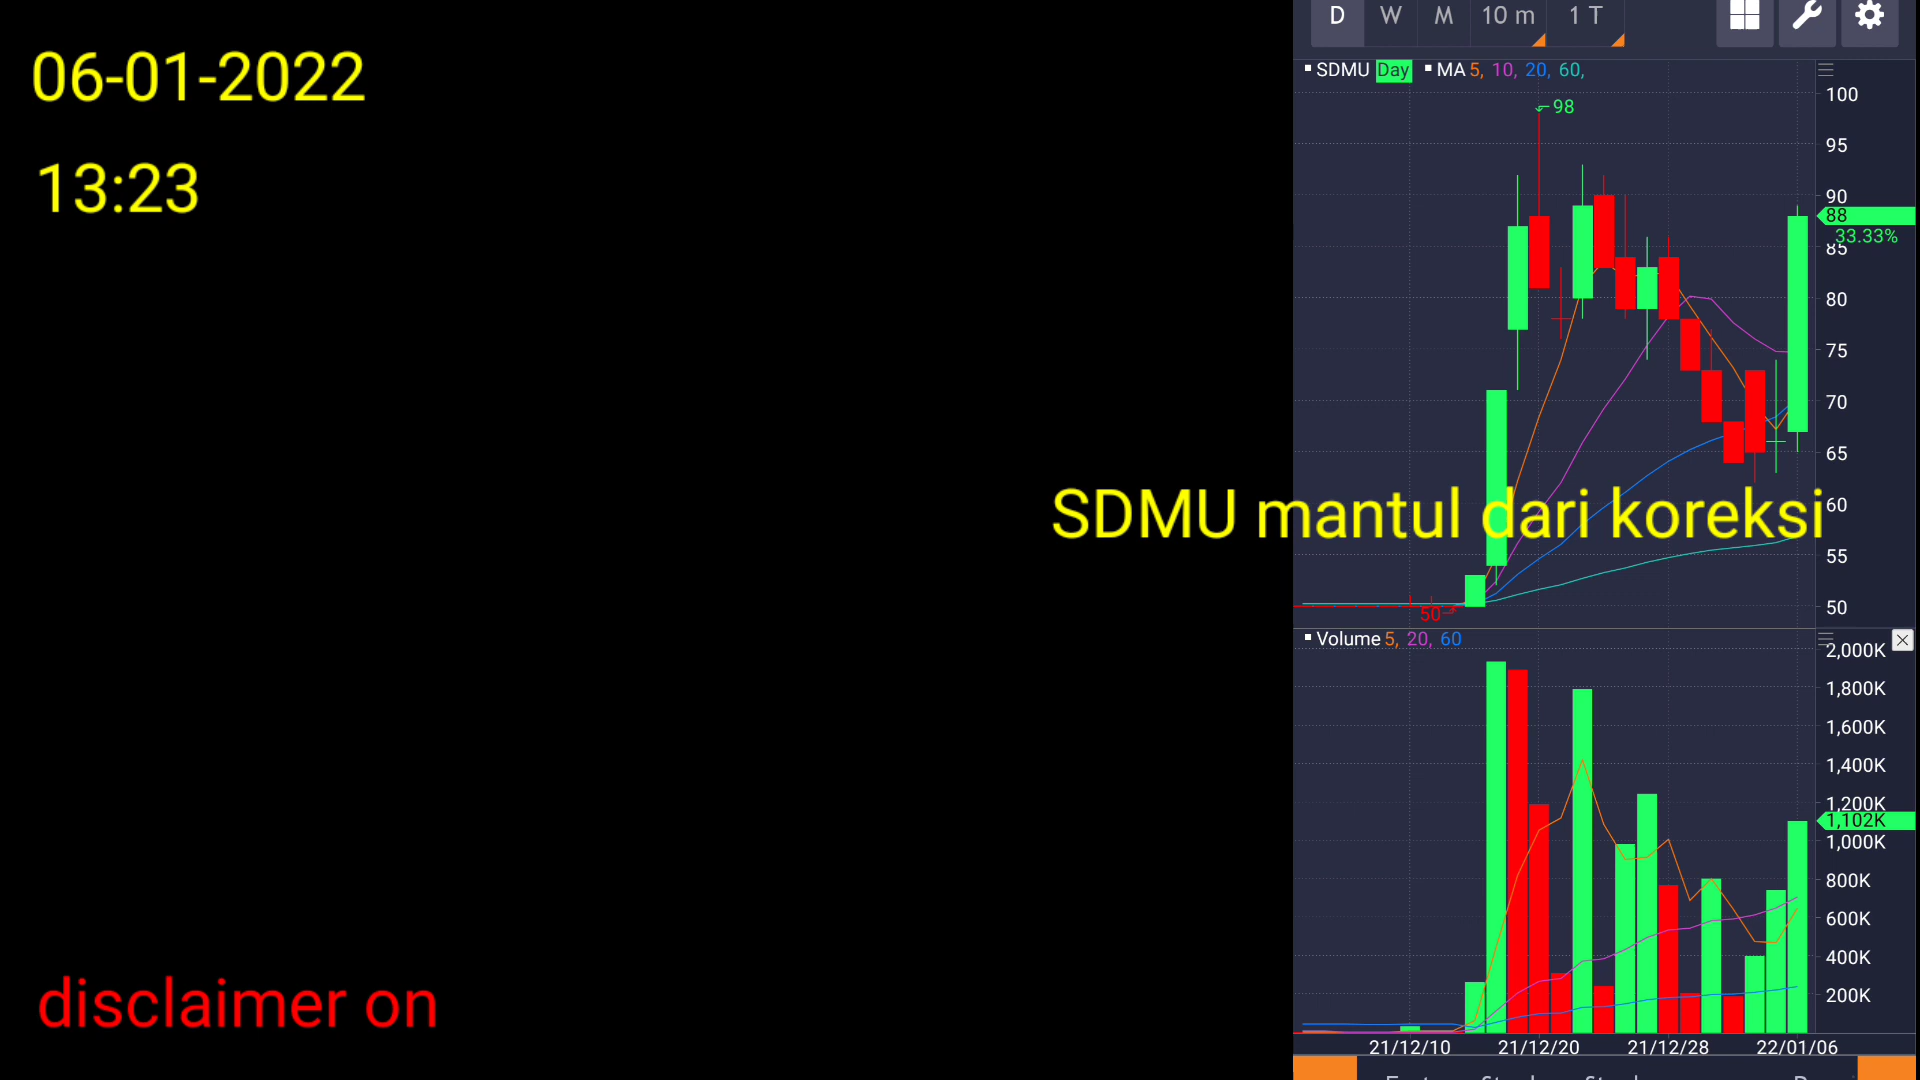 06-01-2022
13:23
SDMU mantul dari koreksi
disclaimer on
D W M 10 m 1 T
SDMU Day MA 5, 10, 20, 60,
98
100
95
90
88
33.33%
85
80
75
70
65
60
55
50
50
Volume 5, 20, 60
2,000K
1,800K
1,600K
1,400K
1,200K
1,102K
1,000K
800K
600K
400K
200K
21/12/10 21/12/20 21/12/28 22/01/06